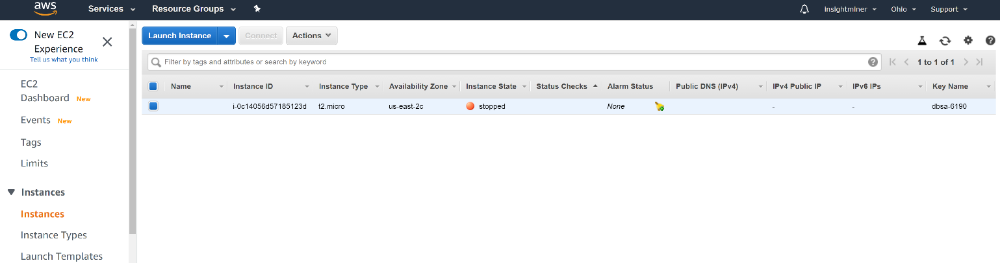 aws Services Resource Groups insightminer Ohio Support
New EC2
Experience
Tell us what you think
EC2
Dashboard New
Events New
Tags
Limits
Instances
Instances
Instance Types
Launch Templates
Launch Instance Connect Actions
Filter by tags and attributes or search by keyword ? 1 to 1 of 1
Name Instance ID Instance Type Availability Zone Instance State Status Checks Alarm Status Public DNS (IPv4) IPv4 Public IP IPv6 IPs Key Name
i-0c14056d57185123d t2.micro us-east-2c stopped None - - dbsa-6190